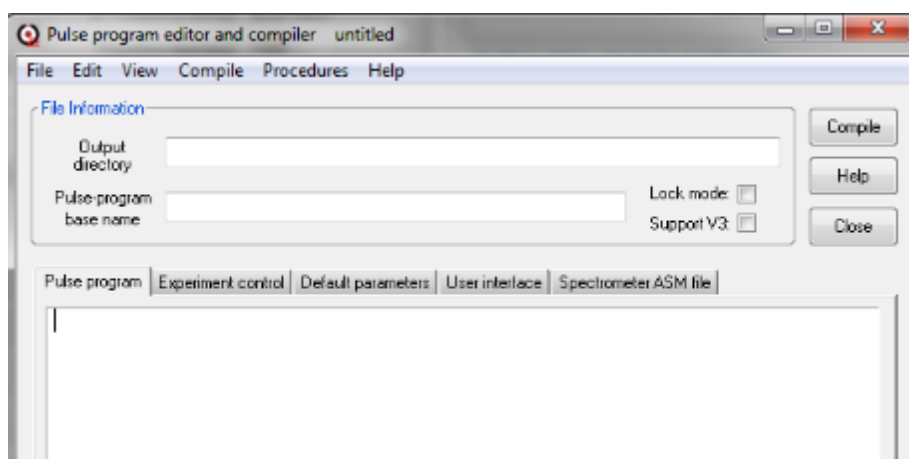 Pulse program editor and compiler untitled
File Edit View Compile Procedures Help
File Information
Output
directory
Pulse-program
base name
Lock mode:
Support V3:
Compile
Help
Close
Pulse program Experiment control Default parameters User interface Spectrometer ASM file